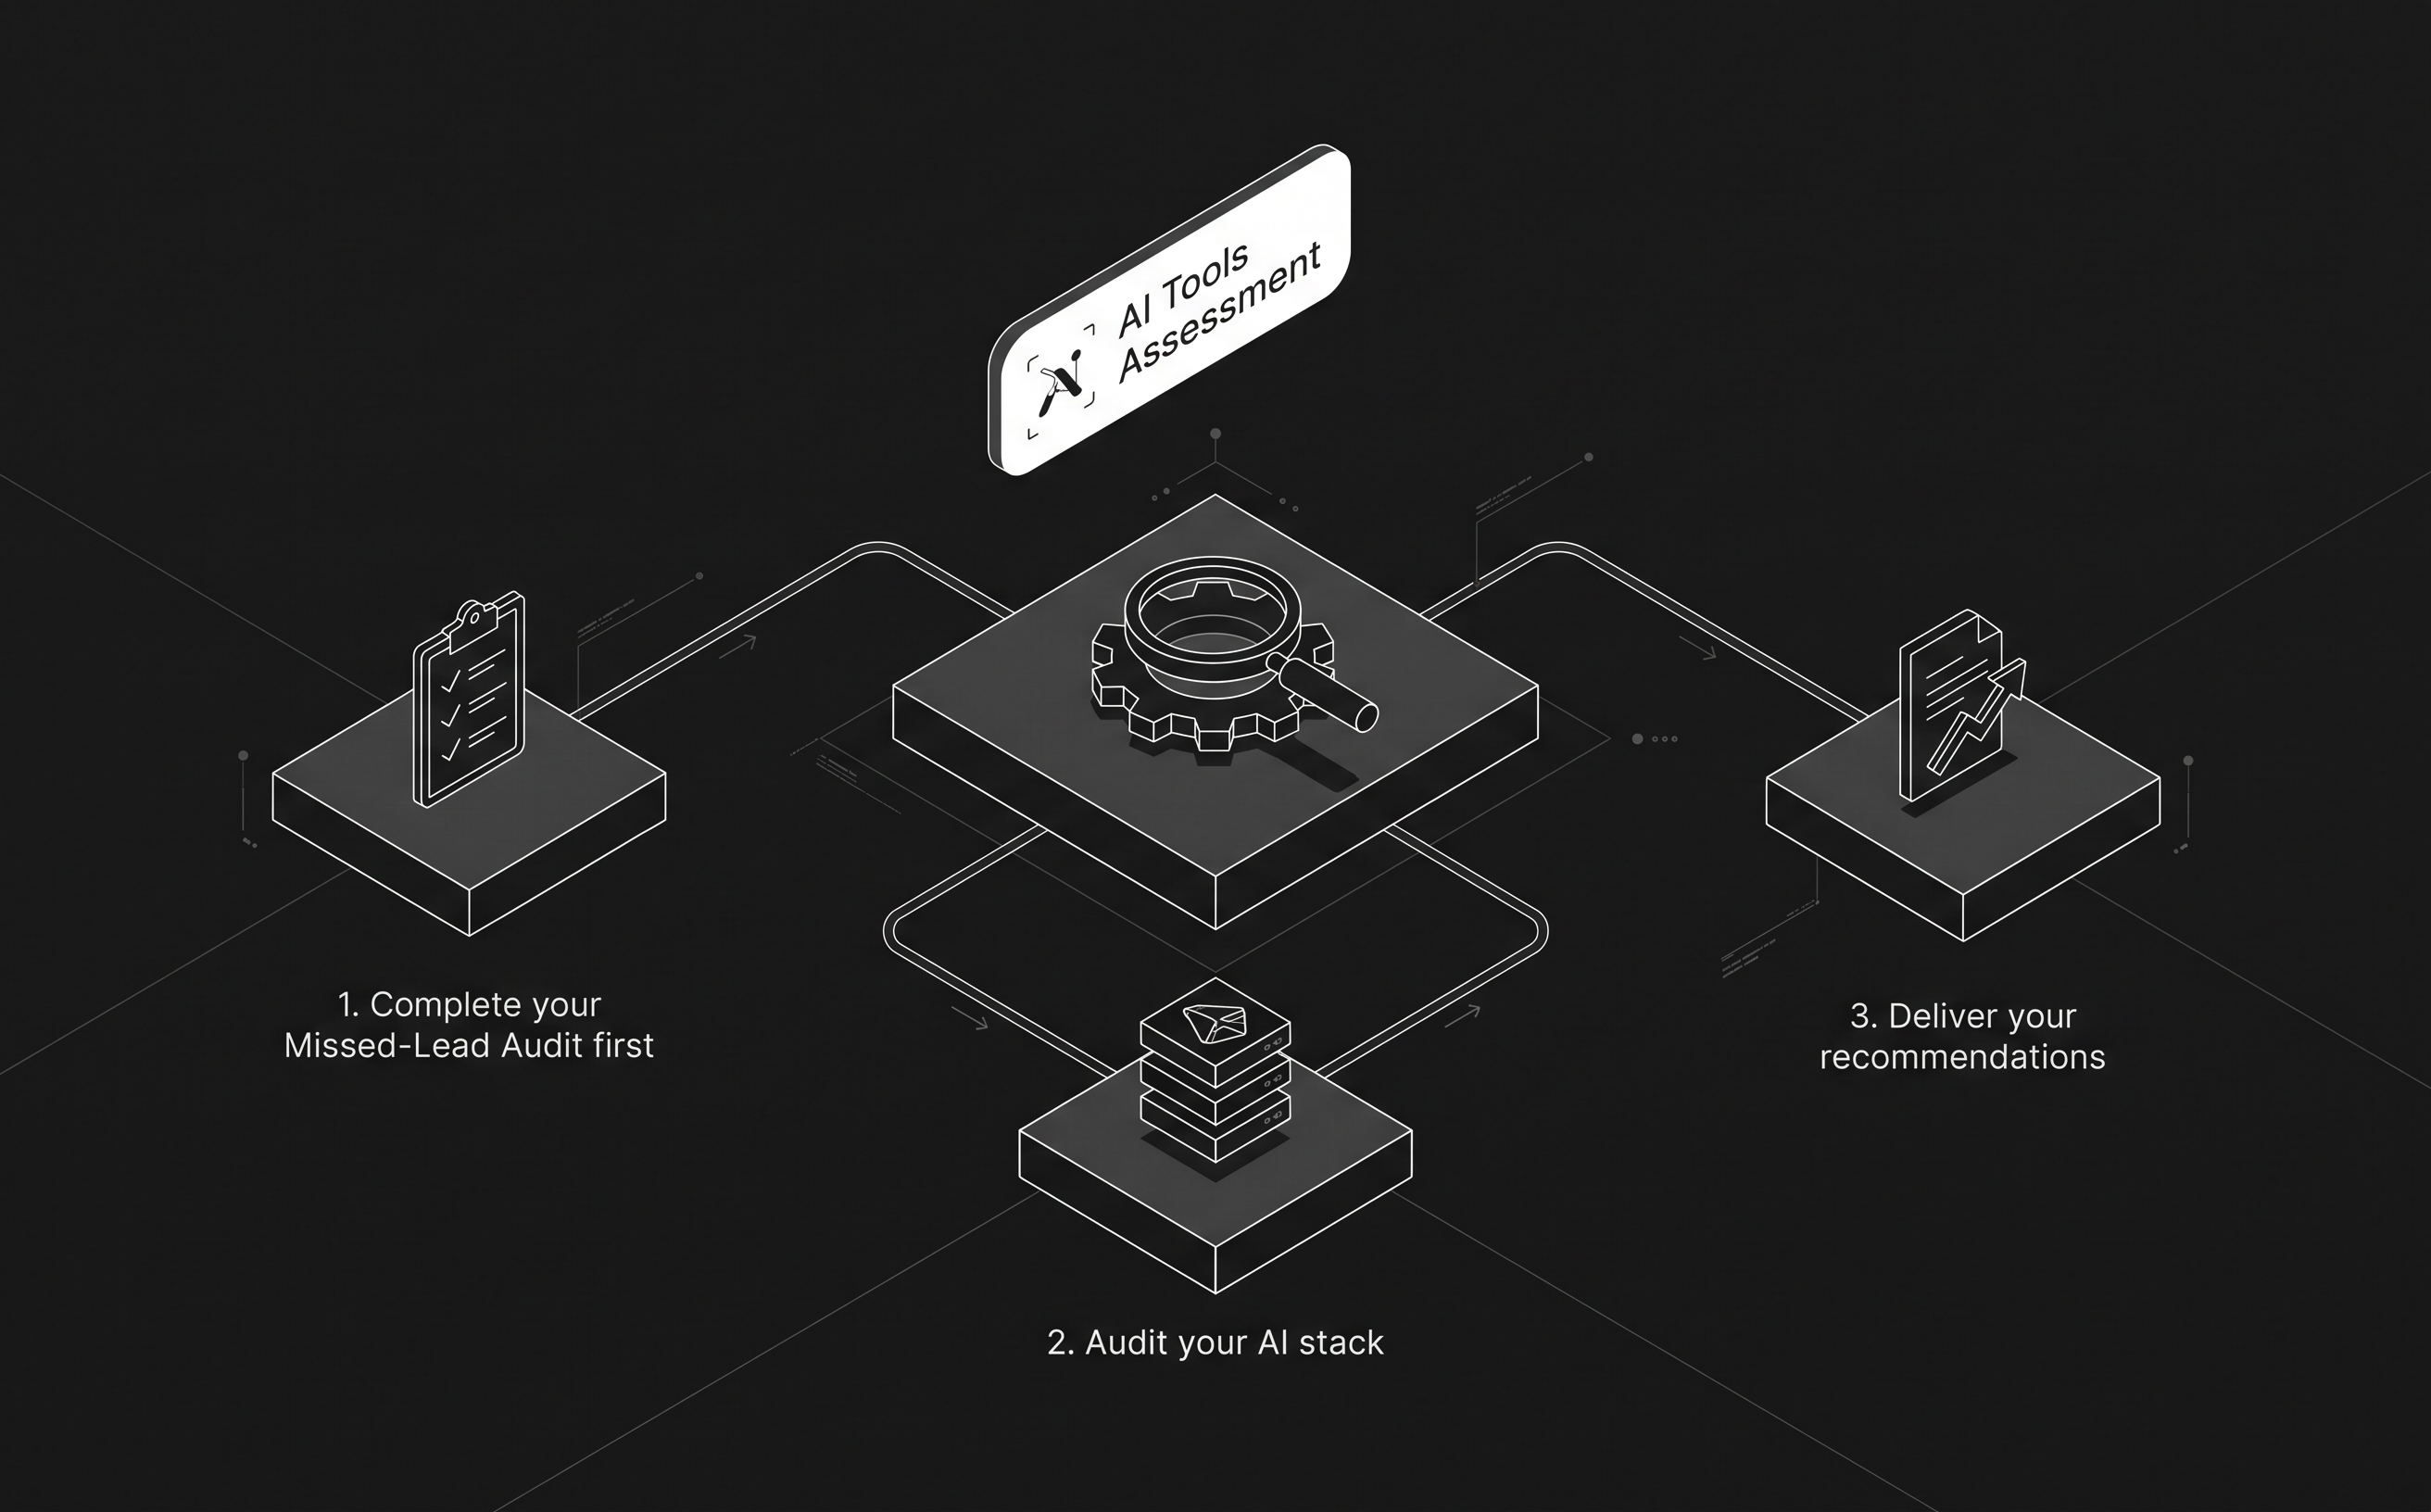 AI Tools
Assessment
1. Complete your
Missed-Lead Audit first
2. Audit your AI stack
3. Deliver your
recommendations